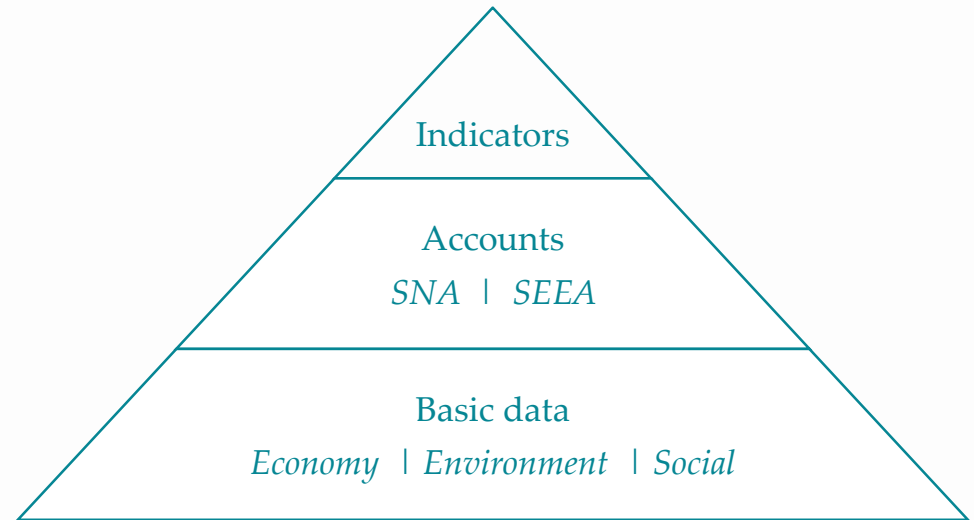 Indicators
Accounts
SNA | SEEA
Basic data
Economy | Environment | Social